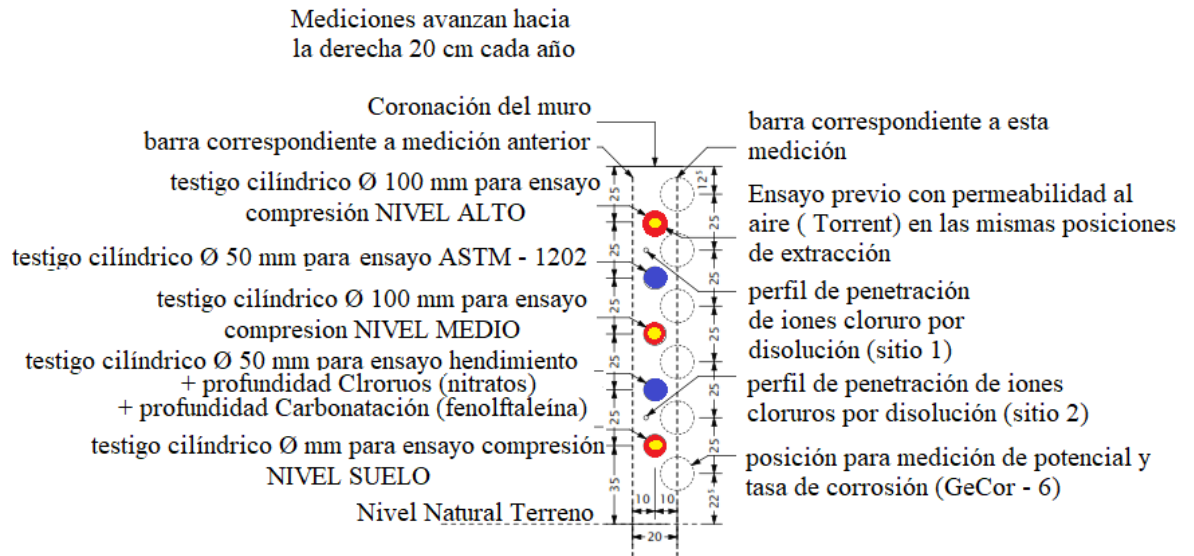 Mediciones avanzan hacia
la derecha 20 cm cada año
Coronación del muro
barra correspondiente a medición anterior
testigo cilíndrico Ø 100 mm para ensayo
compresión NIVEL ALTO
testigo cilíndrico Ø 50 mm para ensayo ASTM - 1202
testigo cilíndrico Ø 100 mm para ensayo
compresion NIVEL MEDIO
testigo cilíndrico Ø 50 mm para ensayo hendimiento
+ profundidad Clroruos (nitratos)
+ profundidad Carbonatación (fenolftaleína)
testigo cilíndrico Ø mm para ensayo compresión
NIVEL SUELO
Nivel Natural Terreno
25
25
25
25
25
25
35
10 10
20
12⁵
25
25
25
25
25
22⁵
barra correspondiente a esta
medición
Ensayo previo con permeabilidad al
aire ( Torrent) en las mismas posiciones
de extracción
perfil de penetración
de iones cloruro por
disolución (sitio 1)
perfil de penetración de iones
cloruros por disolución (sitio 2)
posición para medición de potencial y
tasa de corrosión (GeCor - 6)